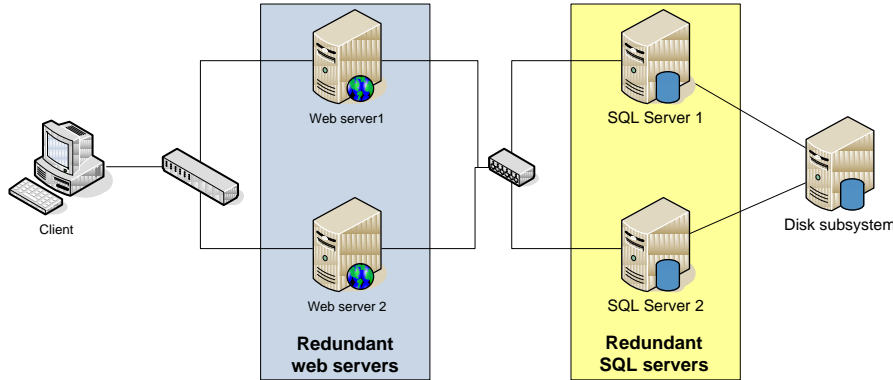 Client
Web server1
Web server 2
Redundant
web servers
SQL Server 1
SQL Server 2
Redundant
SQL servers
Disk subsystem